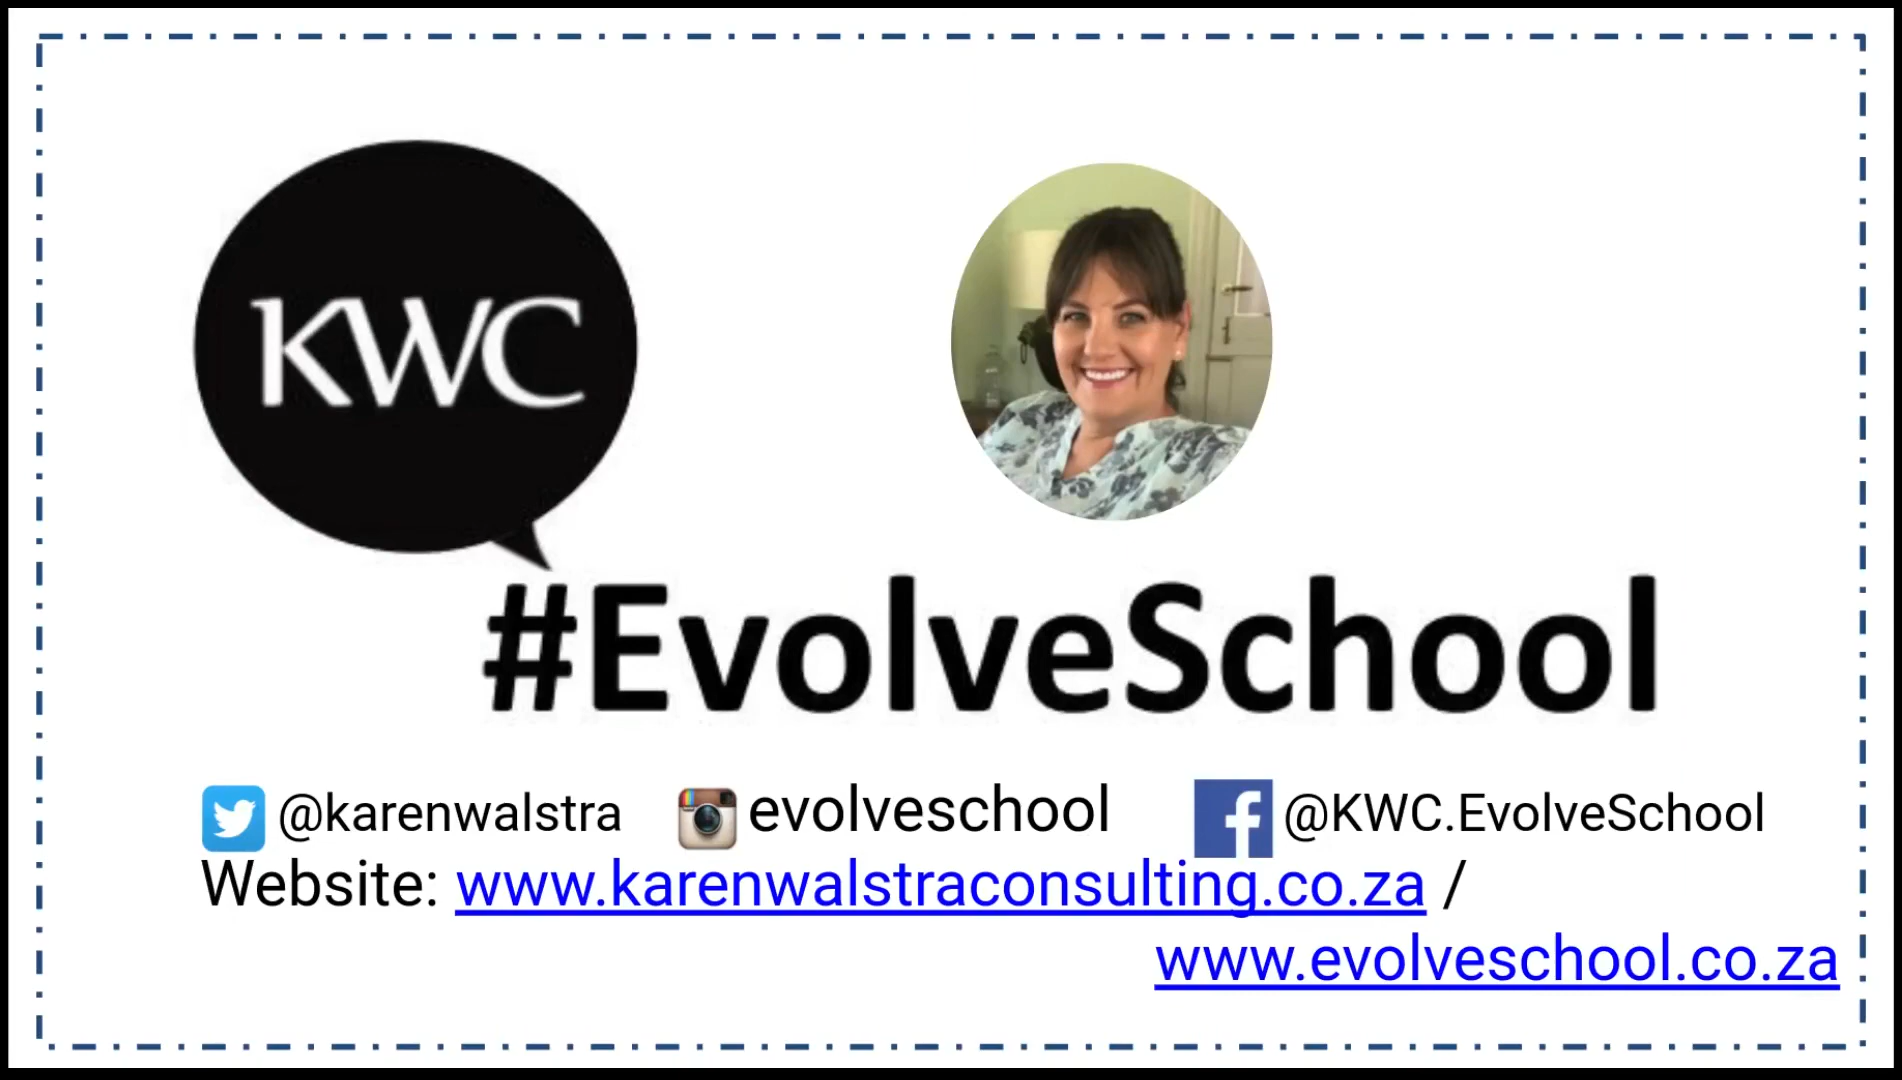 KWC
#EvolveSchool
@karenwalstra evolveschool @KWC.EvolveSchool
Website: www.karenwalstraconsulting.co.za /
www.evolveschool.co.za